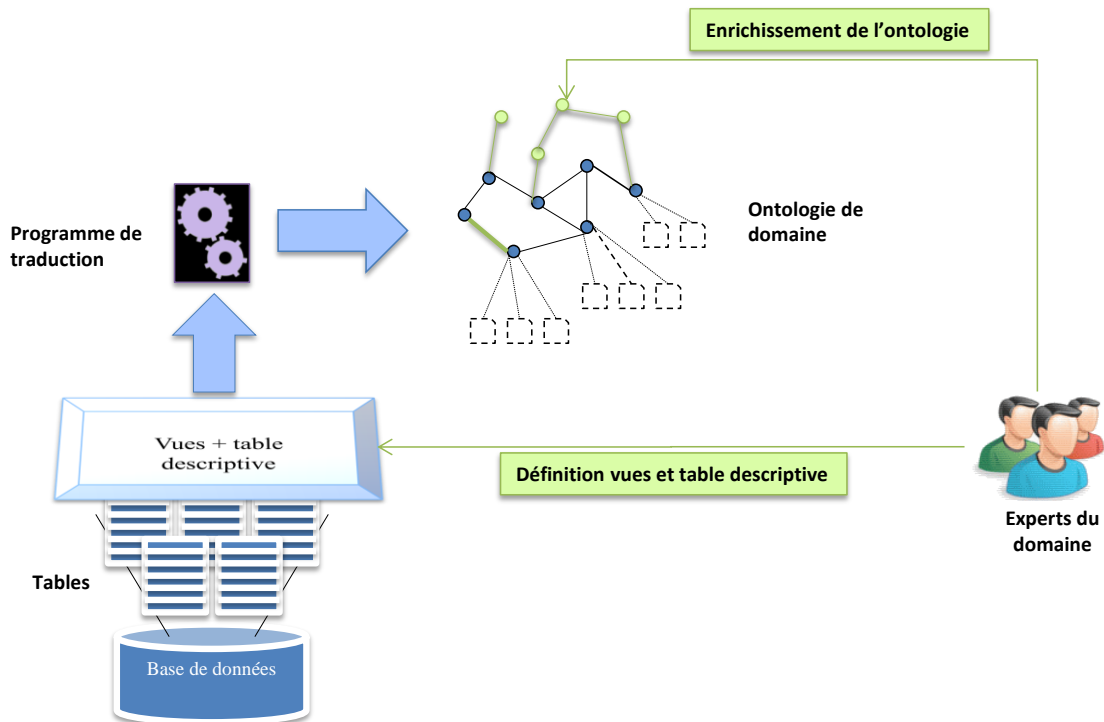 Enrichissement de l’ontologie
Programme de
traduction
Ontologie de
domaine
Vues + table
descriptive
Définition vues et table descriptive
Experts du
domaine
Tables
Base de données